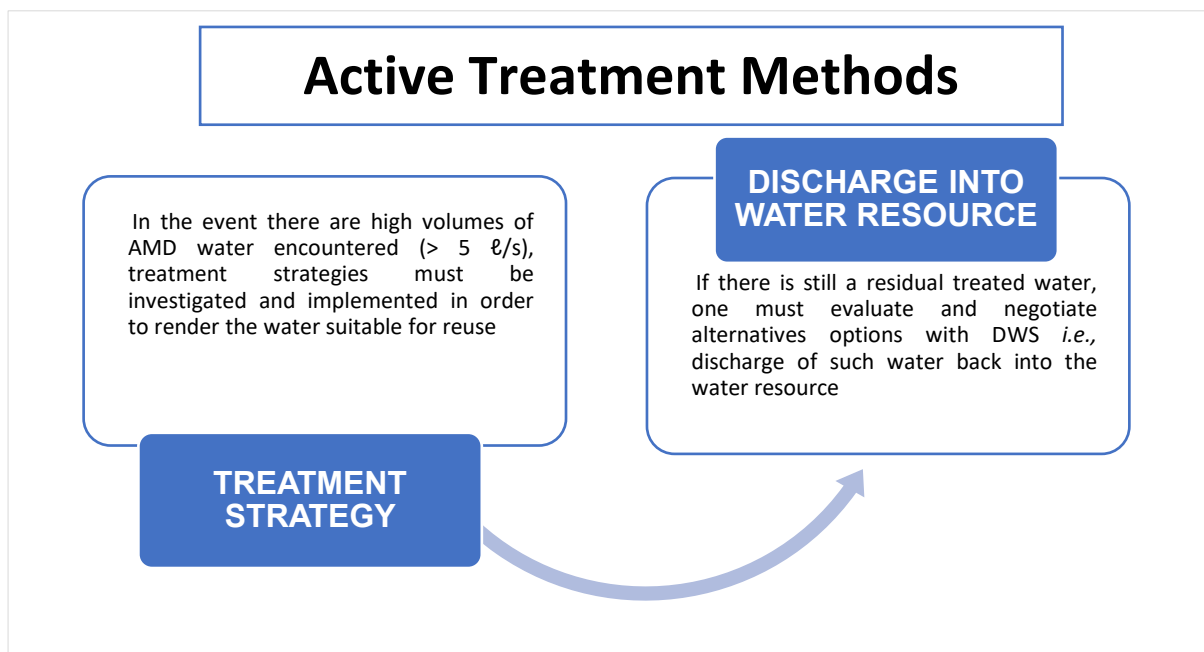 Active Treatment Methods
In the event there are high volumes of
AMD water encountered (> 5 ℓ/s),
treatment strategies must be
investigated and implemented in order
to render the water suitable for reuse
TREATMENT
STRATEGY
DISCHARGE INTO
WATER RESOURCE
If there is still a residual treated water,
one must evaluate and negotiate
alternatives options with DWS i.e.,
discharge of such water back into the
water resource